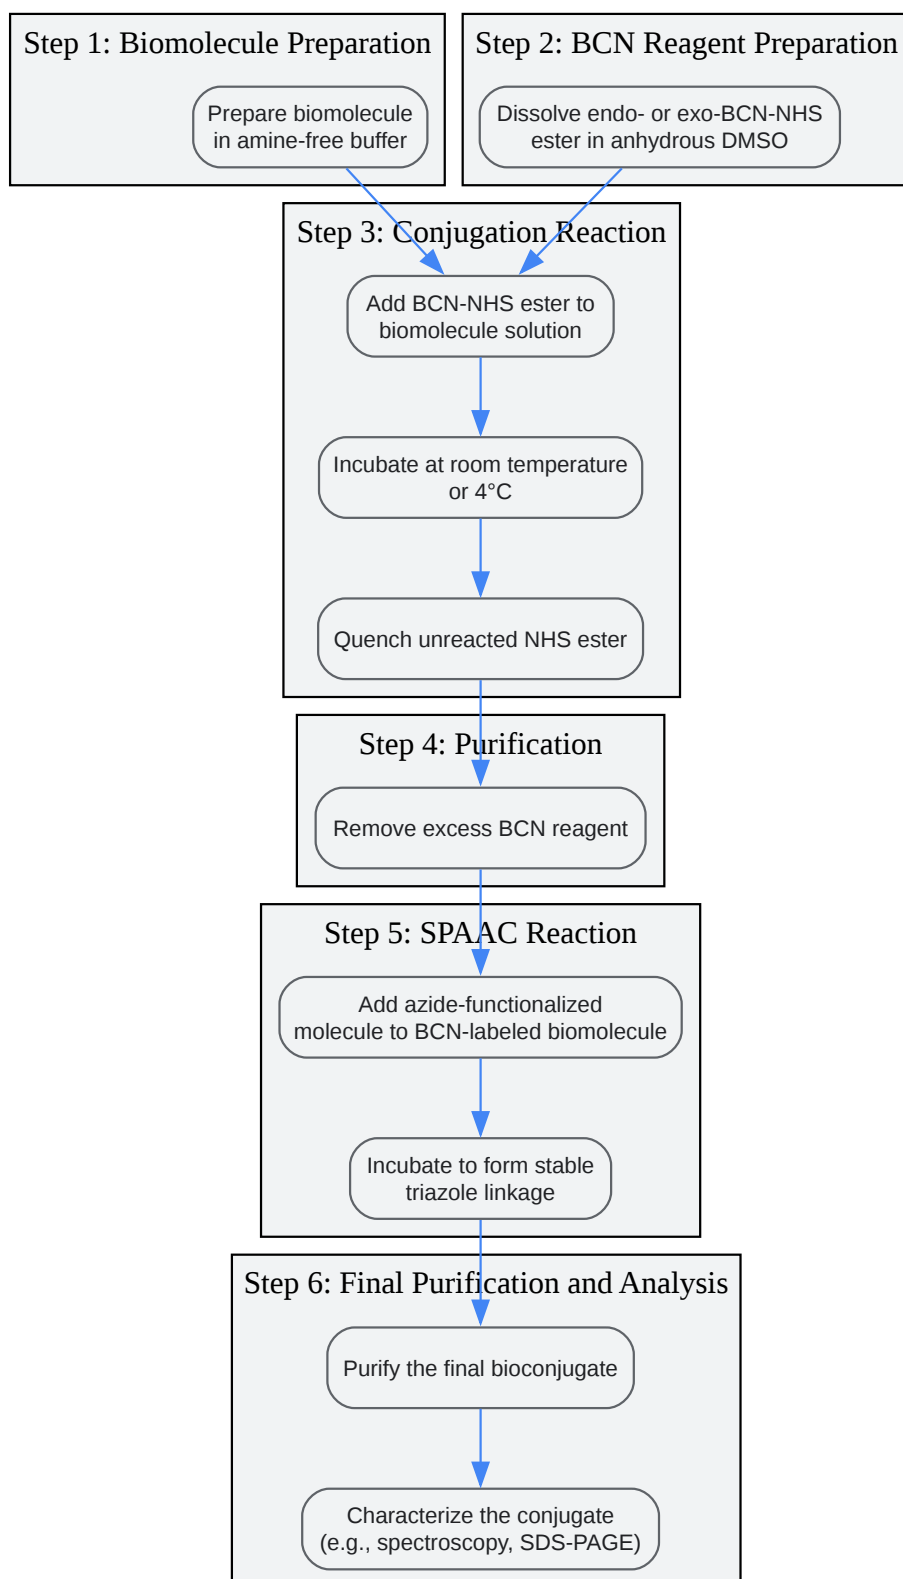 Step 1: Biomolecule Preparation
Prepare biomolecule
in amine-free buffer
Step 2: BCN Reagent Preparation
Dissolve endo- or exo-BCN-NHS
ester in anhydrous DMSO
Step 3: Conjugation Reaction
Add BCN-NHS ester to
biomolecule solution
Incubate at room temperature
or 4°C
Quench unreacted NHS ester
Step 4: Purification
Remove excess BCN reagent
Step 5: SPAAC Reaction
Add azide-functionalized
molecule to BCN-labeled biomolecule
Incubate to form stable
triazole linkage
Step 6: Final Purification and Analysis
Purify the final bioconjugate
Characterize the conjugate
(e.g., spectroscopy, SDS-PAGE)